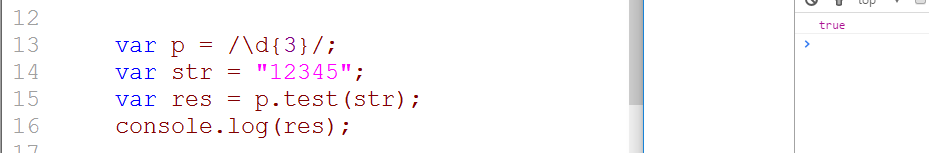 12
13 var p = /\d{3}/;
14 var str = "12345";
15 var res = p.test(str);
16 console.log(res);
17
top
true